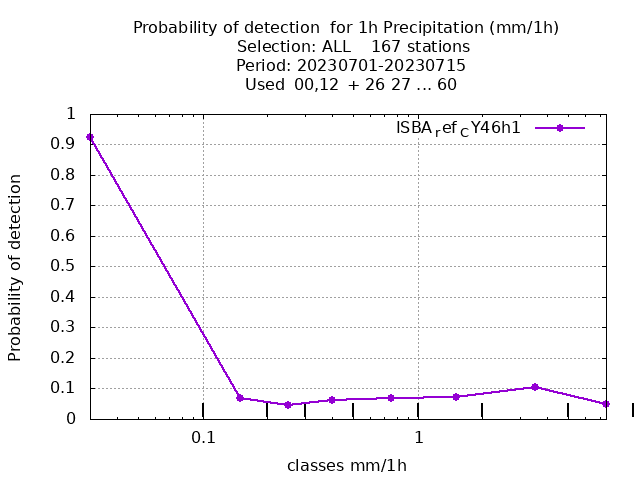 Probability of detection  for 1h Precipitation (mm/1h)
Selection: ALL    167 stations
Period: 20230701-20230715
Used  00,12  + 26 27 ... 60
ISBA_ref_CY46h1
1
0.9
0.8
0.7
0.6
0.5
0.4
0.3
0.2
0.1
0
Probability of detection
0.1
1
classes mm/1h